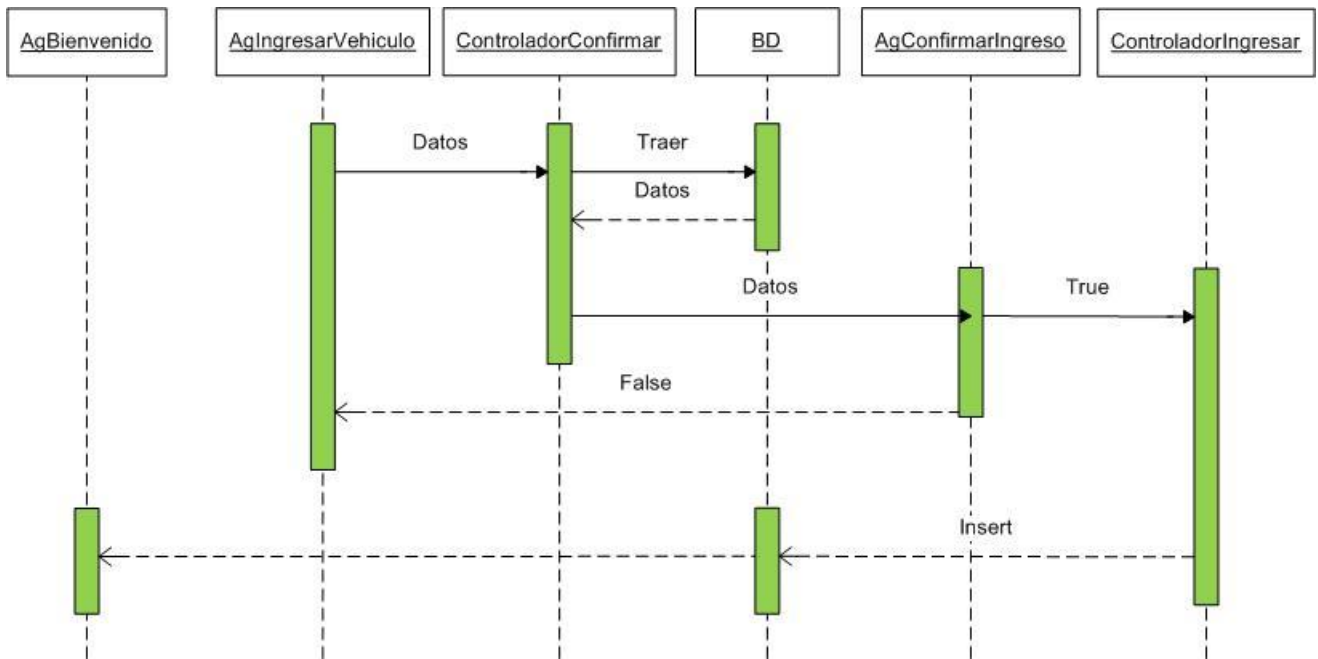 AgBienvenido
AgIngresarVehiculo
ControladorConfirmar
BD
AgConfirmarIngreso
ControladorIngresar
Datos
Traer
Datos
Datos
True
False
Insert